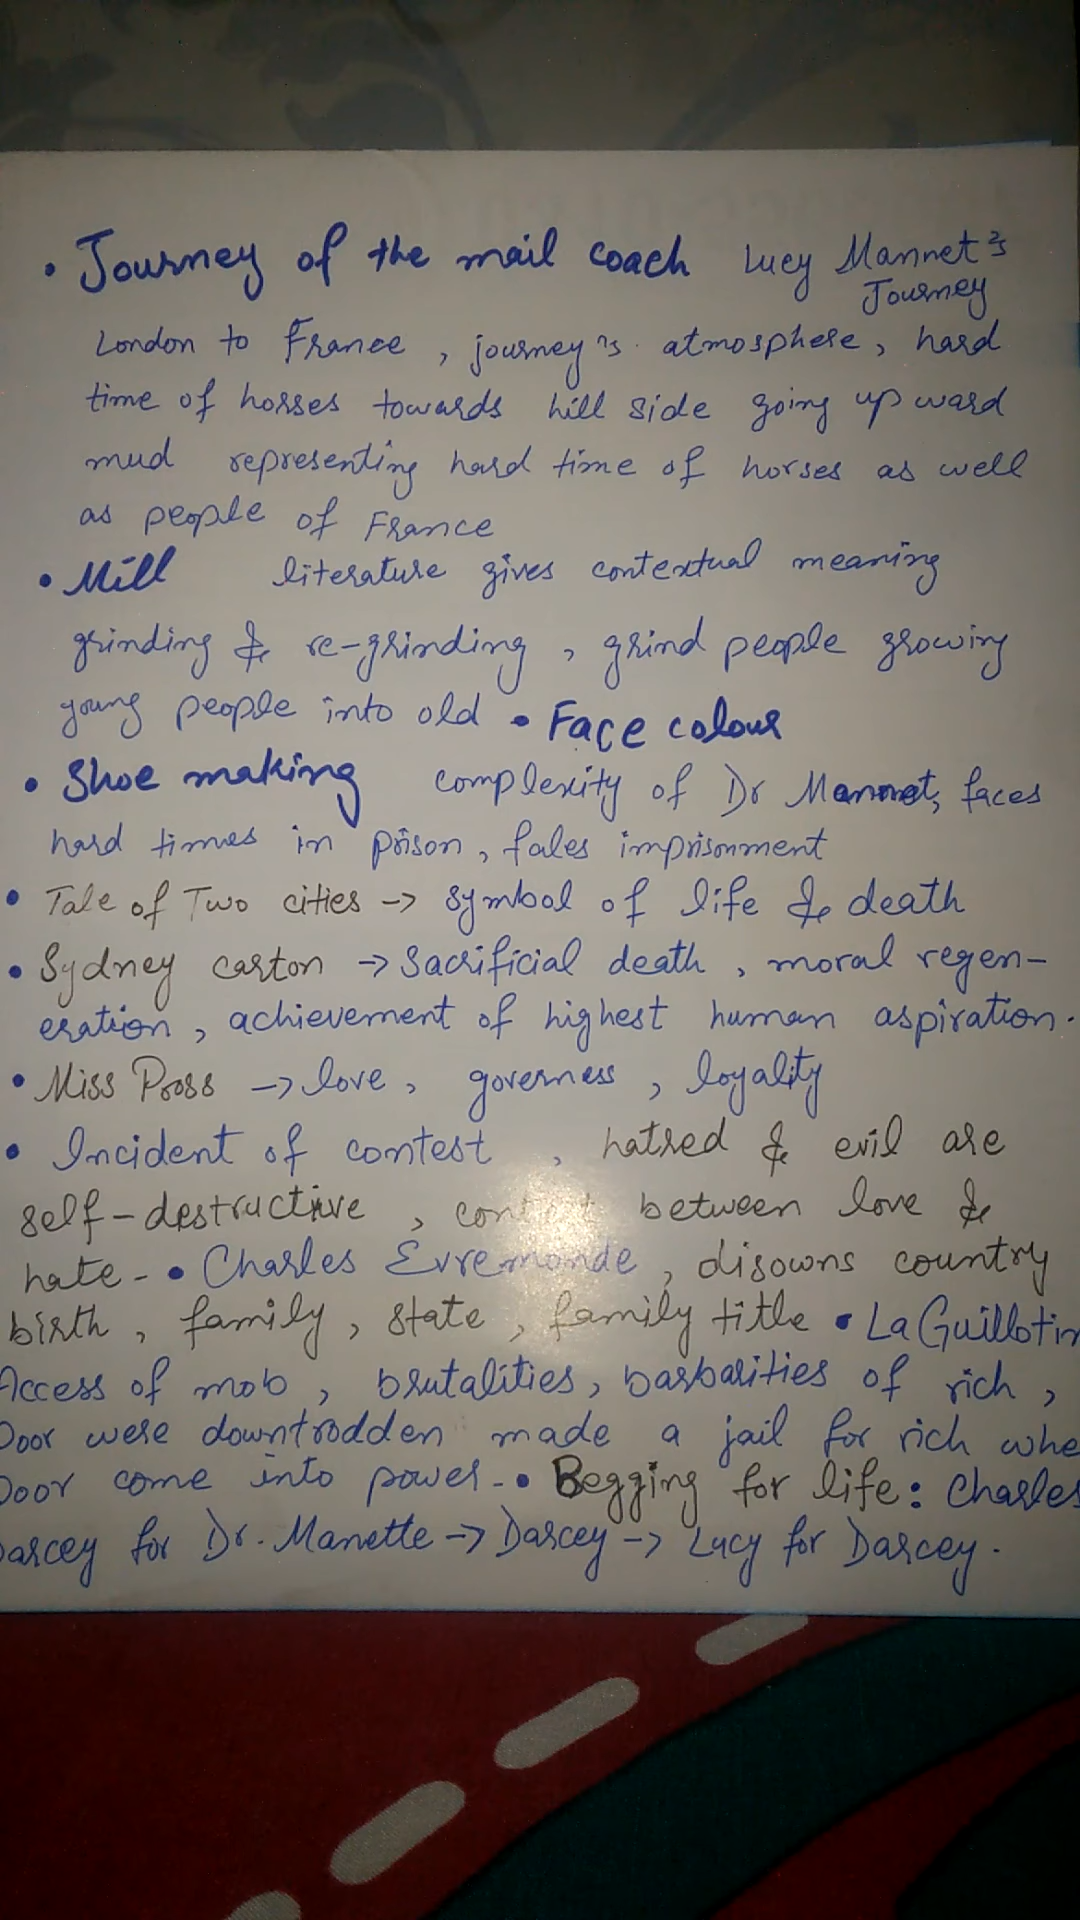 • Journey of the mail coach Lucy Mannet's
Journey
London to France, journey's atmosphere, hard
time of horses towards hill side going upward
mud representing hard time of horses as well
as people of France
• Mill literature gives contextual meaning
grinding & re-grinding, grind people growing
young people into old • Face colour
• Shoe making complexity of Dr Mannet, faces
hard times in prison, fales imprisonment
• Tale of Two cities -> symbol of life & death
• Sydney carton -> Sacrificial death, moral regen-
eration, achievement of highest human aspiration.
• Miss Pross -> love, governess, loyality
• Incident of contest, hatred & evil are
self-destructive, contest between love &
hate - • Charles Evremonde, disowns country
birth, family, state, family title • La Guillotin
Access of mob, brutalities, barbarities of rich,
Poor were downtrodden made a jail for rich whe
Poor come into power - • Begging for life: Charles
Darcey for Dr. Manette -> Darcey -> Lucy for Darcey.